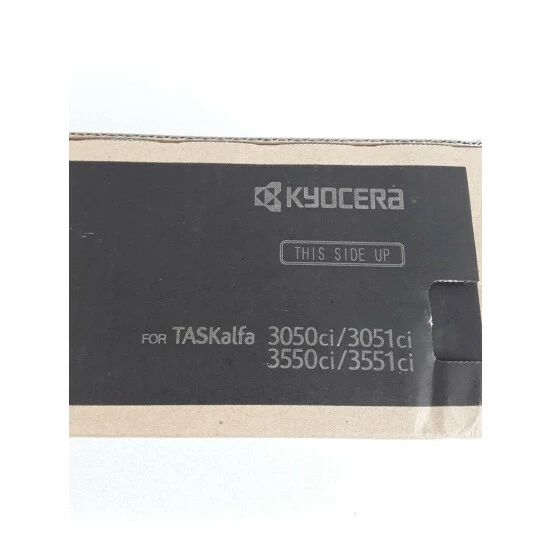 KYOCERA
THIS SIDE UP
FOR TASKalfa 3050ci/3051ci
3550ci/3551ci